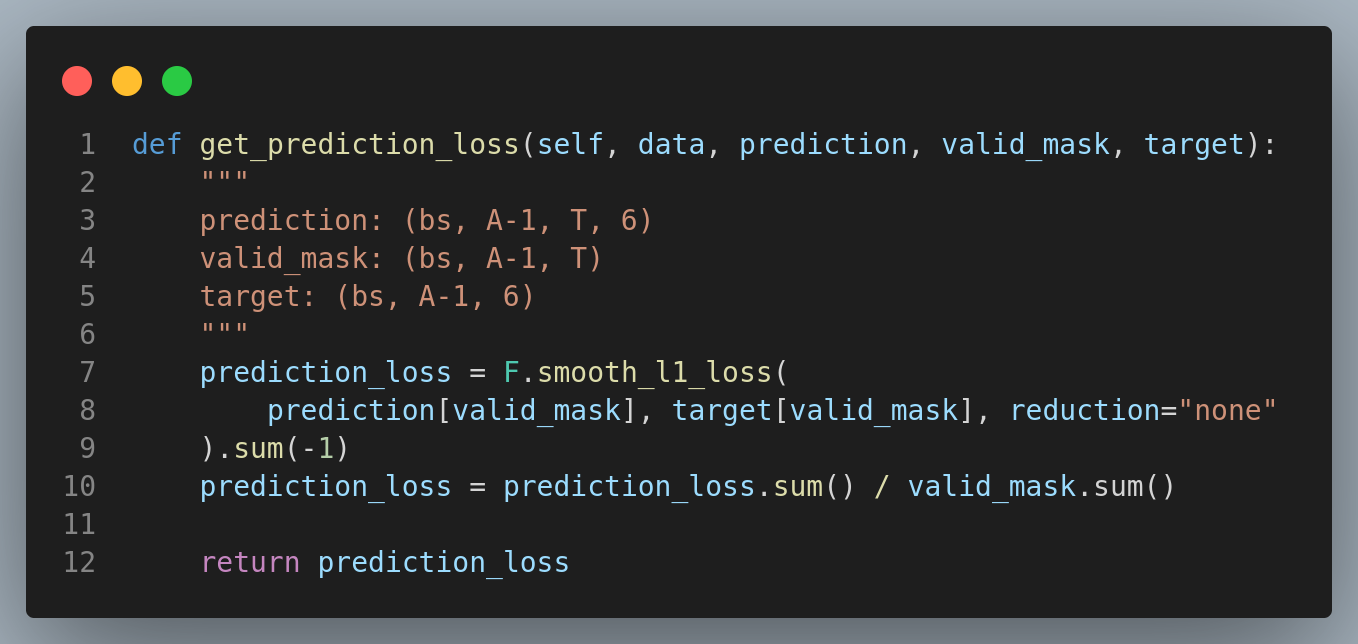 1 def get_prediction_loss(self, data, prediction, valid_mask, target):
2     """
3     prediction: (bs, A-1, T, 6)
4     valid_mask: (bs, A-1, T)
5     target: (bs, A-1, 6)
6     """
7     prediction_loss = F.smooth_l1_loss(
8         prediction[valid_mask], target[valid_mask], reduction="none"
9     ).sum(-1)
10     prediction_loss = prediction_loss.sum() / valid_mask.sum()
11
12     return prediction_loss